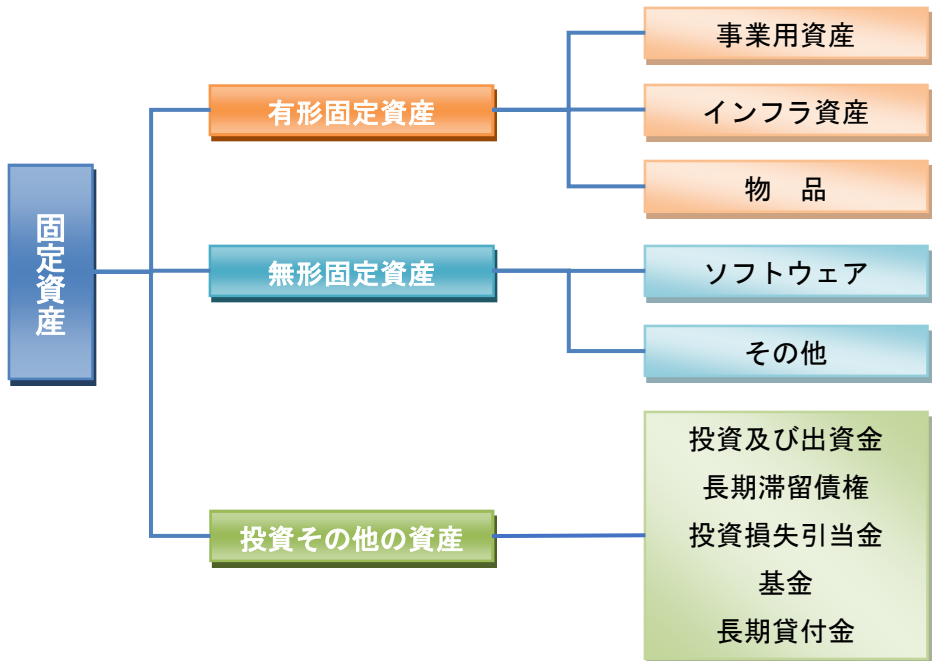 固定資産
有形固定資産
事業用資産
インフラ資産
物　品
無形固定資産
ソフトウェア
その他
投資その他の資産
投資及び出資金
長期滞留債権
投資損失引当金
基金
長期貸付金